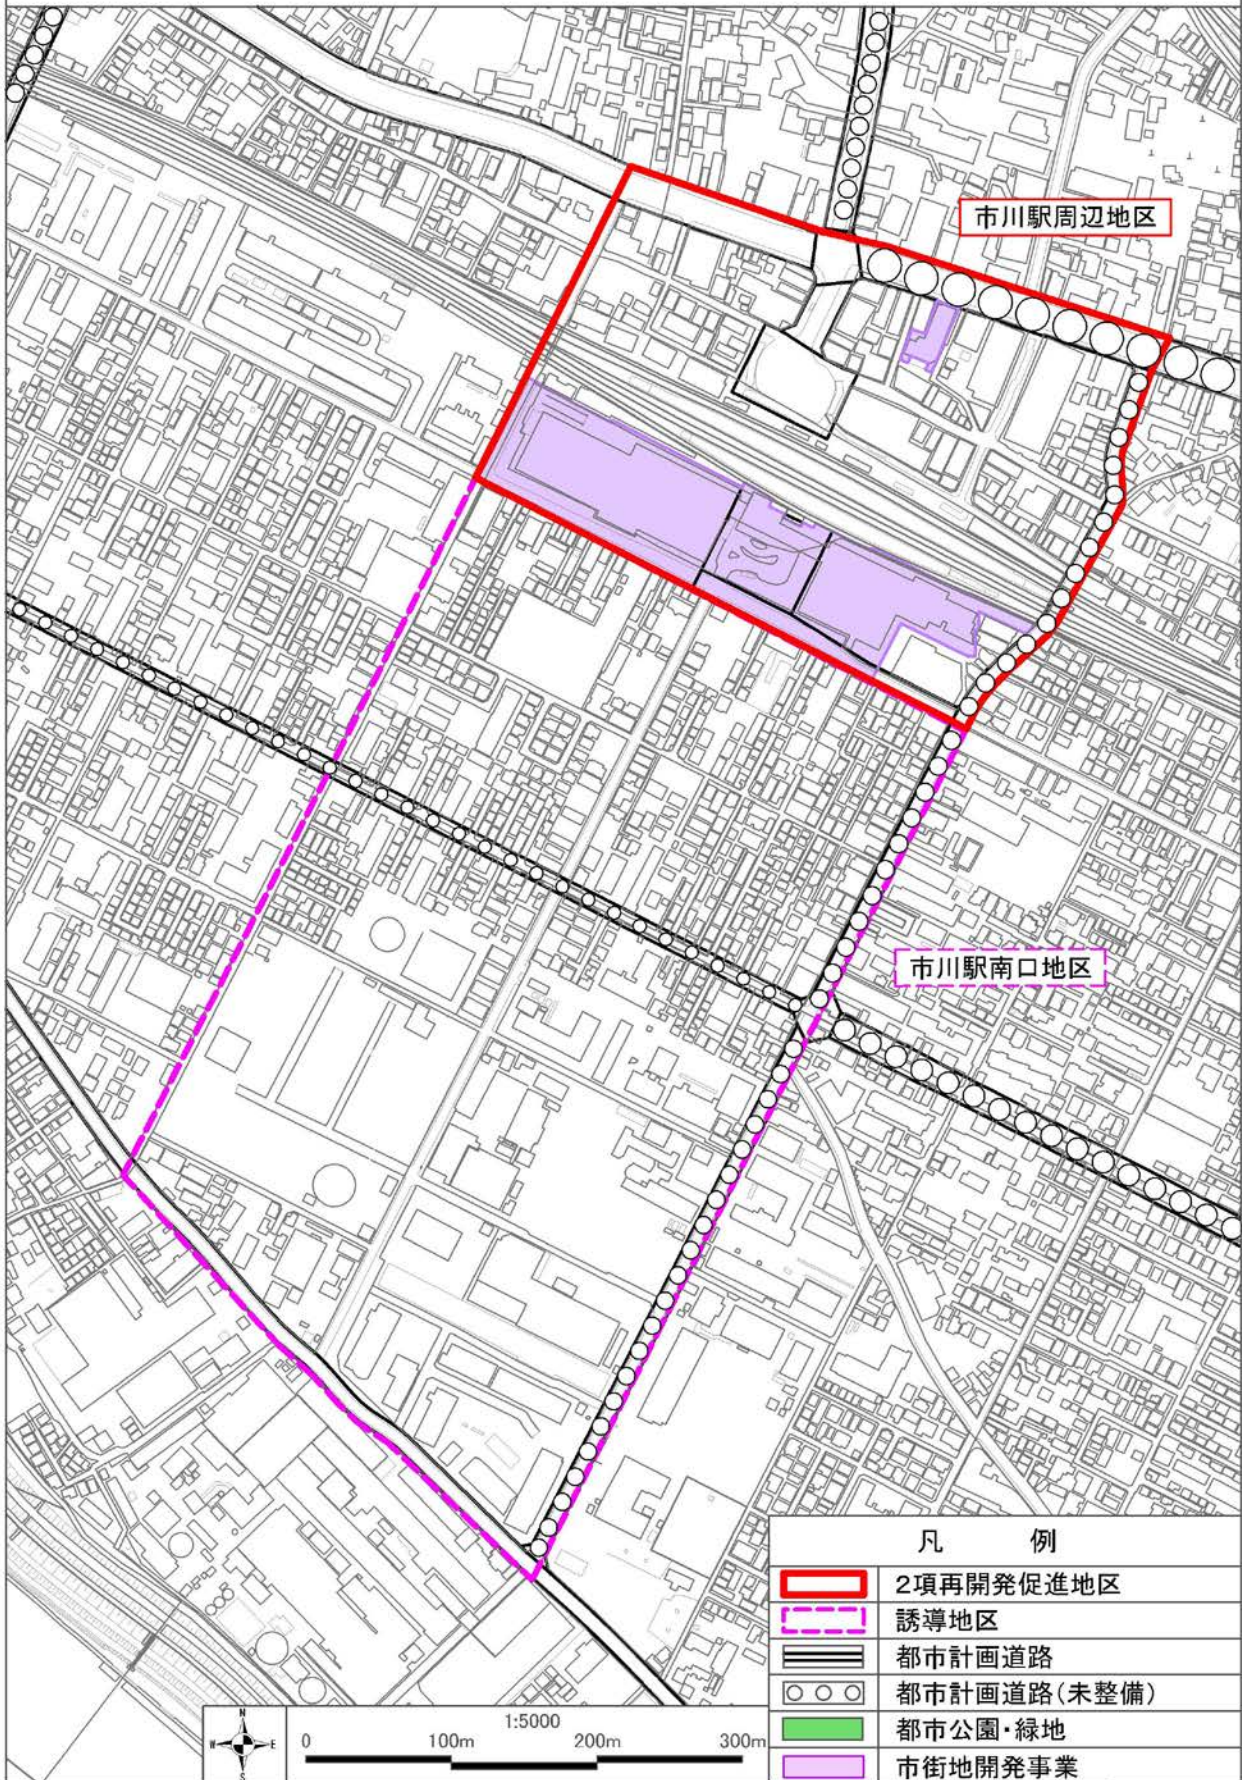 市川駅周辺地区
市川駅南口地区
凡 例
2項再開発促進地区
誘導地区
都市計画道路
都市計画道路(未整備)
都市公園・緑地
市街地開発事業
N
W E
S
1:5000
0 100m 200m 300m